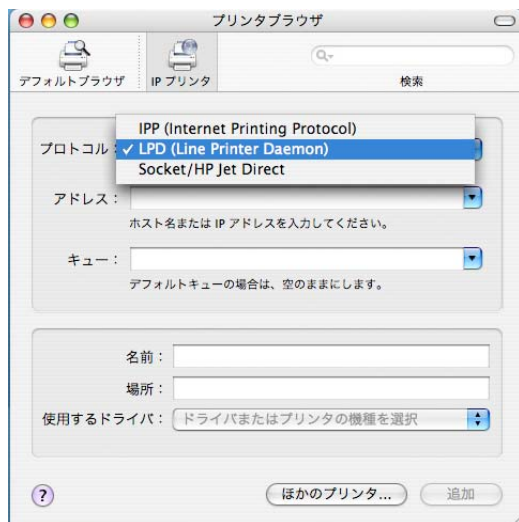 プリンタブラウザ
デフォルトブラウザ
IP プリンタ
検索
IPP (Internet Printing Protocol)
プロトコル：
✓ LPD (Line Printer Daemon)
Socket/HP Jet Direct
アドレス：
ホスト名または IP アドレスを入力してください。
キュー：
デフォルトキューの場合は、空のままにします。
名前：
場所：
使用するドライバ：
ドライバまたはプリンタの機種を選択
?
ほかのプリンタ...
追加